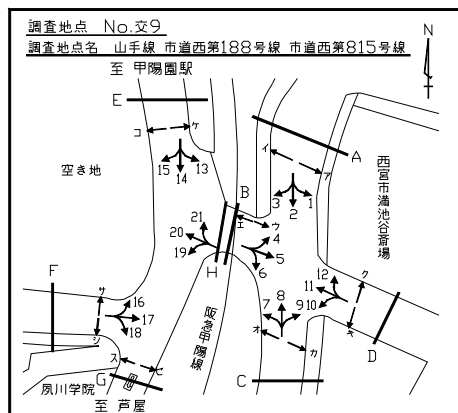 調査地点 No.交9
調査地点名 山手線 市道西第188号線 市道西第815号線
至 甲陽園駅
N
E
A
コ ケ
イ
ア
空き地
15 14 13
3 2 1
西宮市満池谷斎場
B
21
20
19
エ ウ
4
5
6
H
F
サ
16
17
18
シ
阪急甲陽線
12
11
10
ク
キ
D
8
7 9
オ
カ
ス セ
G
C
夙川学院
至 芦屋